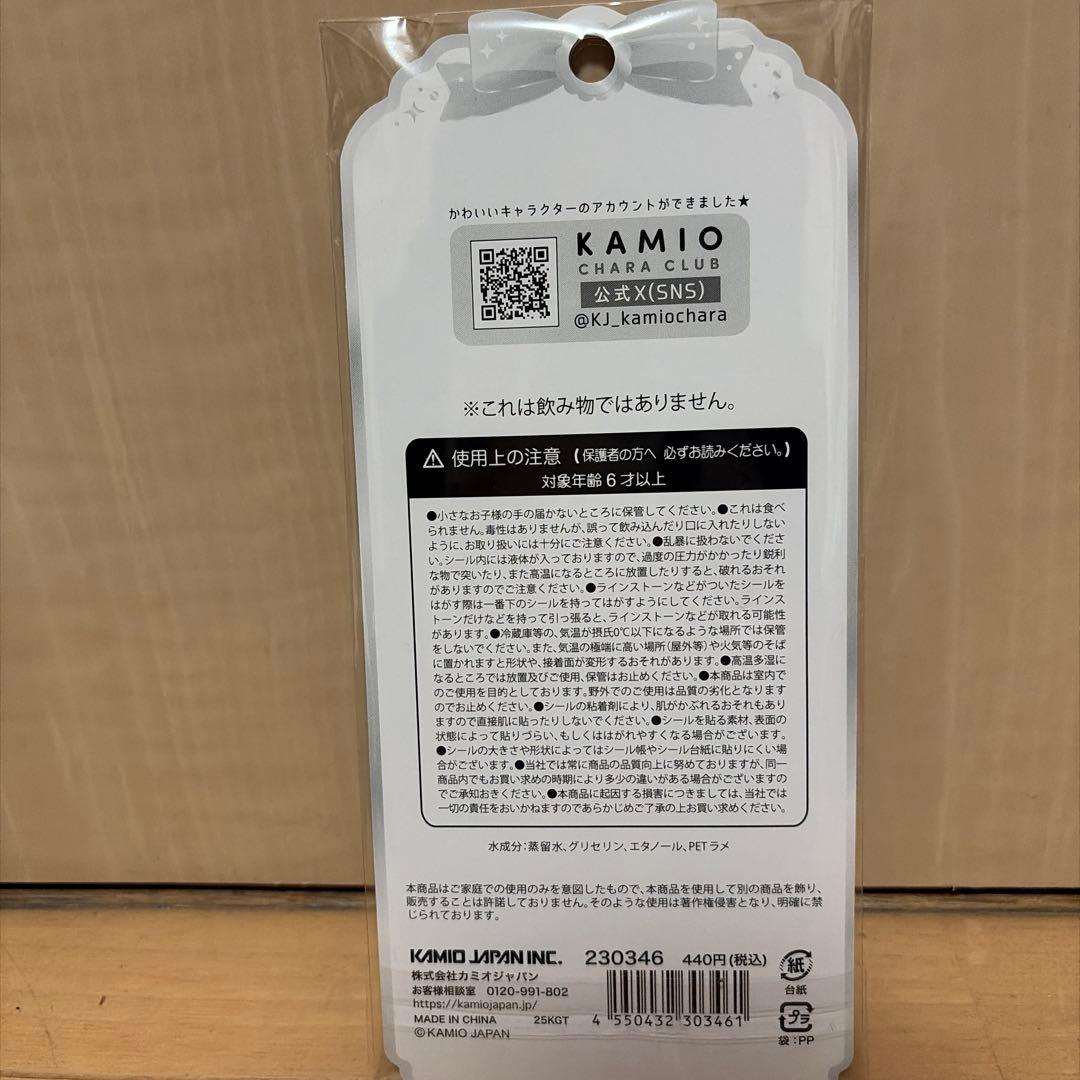 かわいいキャラクターのアカウントができました★
KAMIO
CHARA CLUB
公式X(SNS)
@KJ_kamiochara
※これは飲み物ではありません。
⚠ 使用上の注意 (保護者の方へ 必ずお読みください。)
対象年齢6才以上
●小さなお子様の手の届かないところに保管してください。●これは食べ
られません。毒性はありませんが、誤って飲み込んだり口に入れたりしない
ように、お取り扱いには十分にご注意ください。●乱暴に扱わないでくださ
い。シール内には液体が入っておりますので、過度の圧力がかかったり鋭利
な物で突いたり、また高温になるところに放置したりすると、破れるおそれ
がありますのでご注意ください。●ラインストーンなどがついたシールを
はがす際は一番下のシールを持ってはがすようにしてください。ラインス
トーンだけなどを持って引っ張ると、ラインストーンなどが取れる可能性
があります。●冷蔵庫等の、気温が摂氏0℃以下になるような場所では保管
をしないでください。また、気温の極端に高い場所(屋外等)や火気等のそば
に置かれますと形状や、接着面が変形するおそれがあります。●高温多湿に
なるところでは放置及びご使用、保管はお止めください。●本商品は室内で
のご使用を目的としております。野外でのご使用は品質の劣化となります
のでお止めください。●シールの粘着剤により、肌がかぶれるおそれもあり
ますので直接肌に貼ったりしないでください。●シールを貼る素材、表面の
状態によって貼りづらい、もしくははがれやすくなる場合がございます。
●シールの大きさや形状によってはシール帳やシール台紙に貼りにくい場
合がございます。●当社では常に商品の品質向上に努めておりますが、同一
商品内でもお買い求めの時期により多少の違いがある場合がございますの
でご承知おきください。●本商品に起因する損害につきましては、当社では
一切の責任をおいかねますのであらかじめご了承の上お買い求めください。
水成分:蒸留水、グリセリン、エタノール、PETラメ
本商品はご家庭での使用のみを意図したもので、本商品を使用して別の商品を飾り、
販売することは許諾しておりません。そのような使用は著作権侵害となり、明確に禁
じられております。
KAMIO JAPAN INC. 230346 440円(税込)
株式会社カミオジャパン
お客様相談室 0120-991-802
https://kamiojapan.jp/
MADE IN CHINA 25KGT
©KAMIO JAPAN
4 550432 303461
紙
台紙
プラ
袋:PP